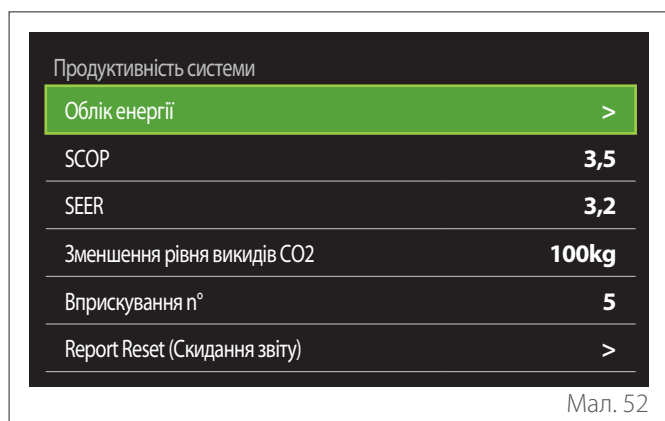 Продуктивність системи
Облік енергії >
SCOP 3,5
SEER 3,2
Зменшення рівня викидів CO2 100kg
Вприскування n° 5
Report Reset (Скидання звіту) >
Мал. 52